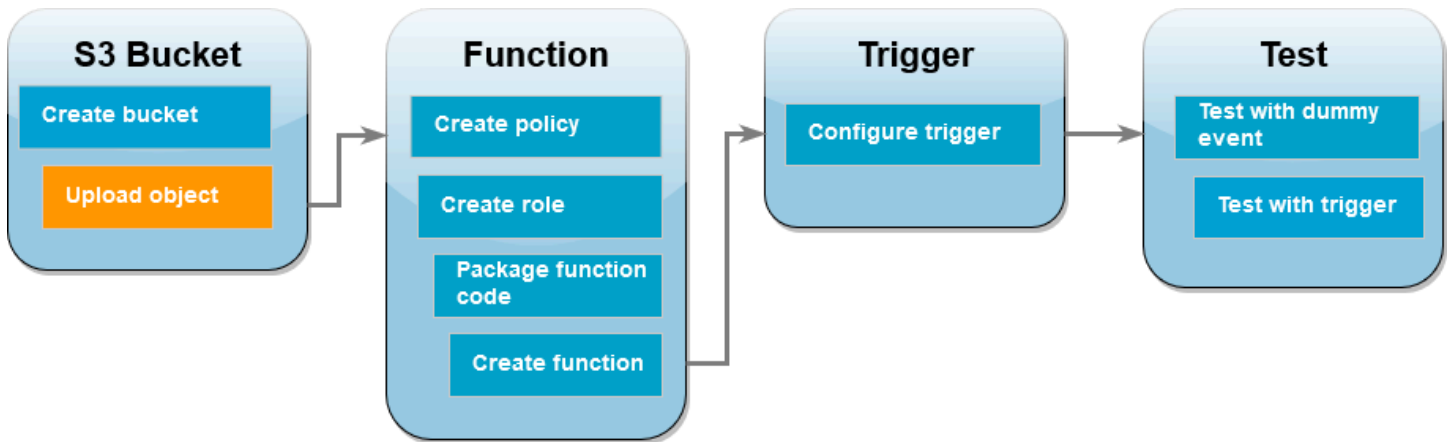 S3 Bucket
Create bucket
Upload object
Function
Create policy
Create role
Package function
code
Create function
Trigger
Configure trigger
Test
Test with dummy
event
Test with trigger